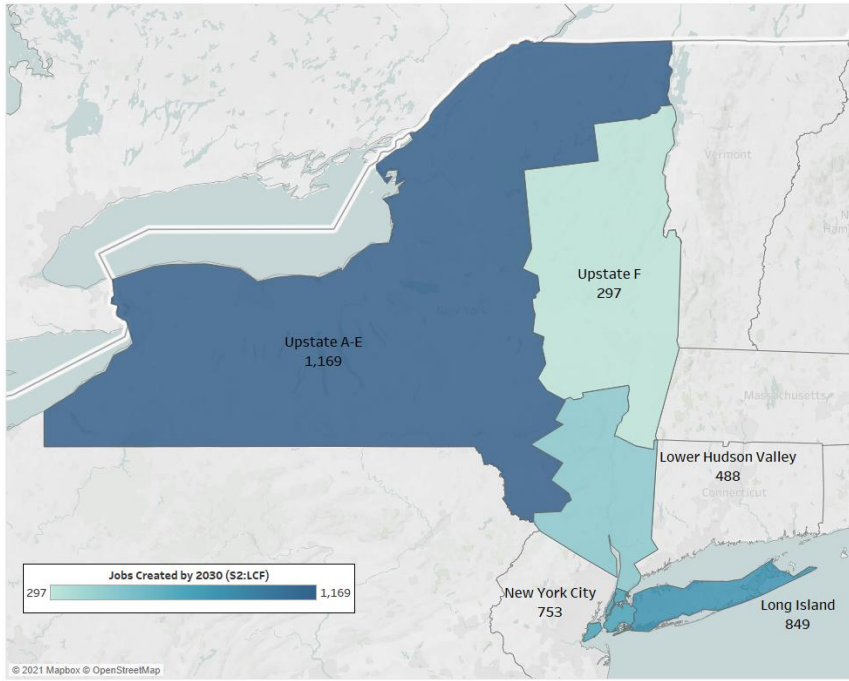 Vermont
Upstate F
297
Upstate A-E
1,169
Massachusetts
Lower Hudson Valley
488
Connecticut
Jobs Created by 2030 (S2:LCF)
297
1,169
New York City
753
Long Island
849
© 2021 Mapbox © OpenStreetMap